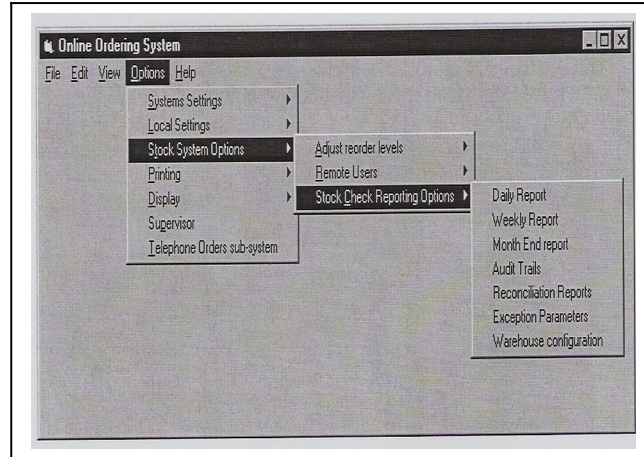 Online Ordering System
File Edit View Options Help
Systems Settings
Local Settings
Stock System Options
Printing
Display
Supervisor
Telephone Orders sub-system
Adjust reorder levels
Remote Users
Stock Check Reporting Options
Daily Report
Weekly Report
Month End report
Audit Trails
Reconciliation Reports
Exception Parameters
Warehouse configuration